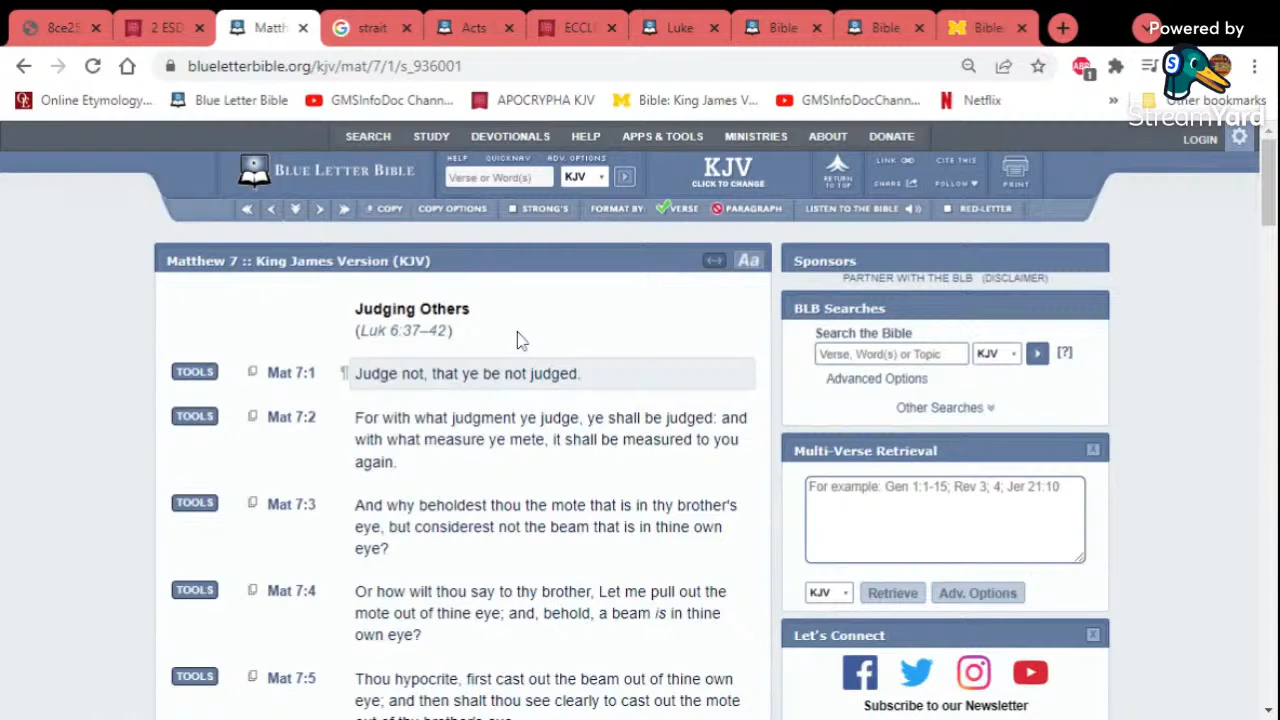 8ce25
2 ESD
Matth
strait
Acts
ECCLE
Luke
Bible
Bible
Bible:
Powered by
blueletterbible.org/kjv/mat/7/1/s_936001
ABP
1
StreamYard
Online Etymology...
Blue Letter Bible
GMSInfoDoc Chann...
APOCRYPHA KJV
Bible: King James V...
GMSInfoDocChann...
Netflix
»
Other bookmarks
SEARCH STUDY DEVOTIONALS HELP APPS & TOOLS MINISTRIES ABOUT DONATE
LOGIN
BLUE LETTER BIBLE
HELP QUICKNAV ADV. OPTIONS
Verse or Word(s)
KJV
KJV
CLICK TO CHANGE
RETURN
TO TOP
LINK CITE THIS
SHARE FOLLOW
PRINT
COPY COPY OPTIONS STRONG'S FORMAT BY VERSE PARAGRAPH LISTEN TO THE BIBLE RED-LETTER
Matthew 7 :: King James Version (KJV)
Aa
Judging Others
(Luk 6:37–42)
TOOLS Mat 7:1 ¶ Judge not, that ye be not judged.
TOOLS Mat 7:2 For with what judgment ye judge, ye shall be judged: and
with what measure ye mete, it shall be measured to you
again.
TOOLS Mat 7:3 And why beholdest thou the mote that is in thy brother's
eye, but considerest not the beam that is in thine own
eye?
TOOLS Mat 7:4 Or how wilt thou say to thy brother, Let me pull out the
mote out of thine eye; and, behold, a beam is in thine
own eye?
TOOLS Mat 7:5 Thou hypocrite, first cast out the beam out of thine own
eye; and then shalt thou see clearly to cast out the mote
out of thy brother's eye.
Sponsors
PARTNER WITH THE BLB (DISCLAIMER)
BLB Searches
Search the Bible
Verse, Word(s) or Topic
KJV
[?]
Advanced Options
Other Searches
Multi-Verse Retrieval
X
For example: Gen 1:1-15; Rev 3; 4; Jer 21:10
KJV
Retrieve
Adv. Options
Let's Connect
X
Subscribe to our Newsletter